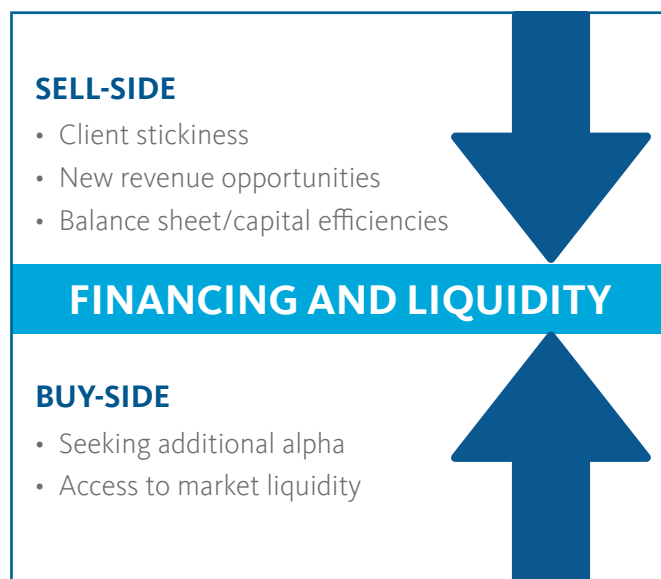 SELL-SIDE
• Client stickiness
• New revenue opportunities
• Balance sheet/capital efficiencies
FINANCING AND LIQUIDITY
BUY-SIDE
• Seeking additional alpha
• Access to market liquidity